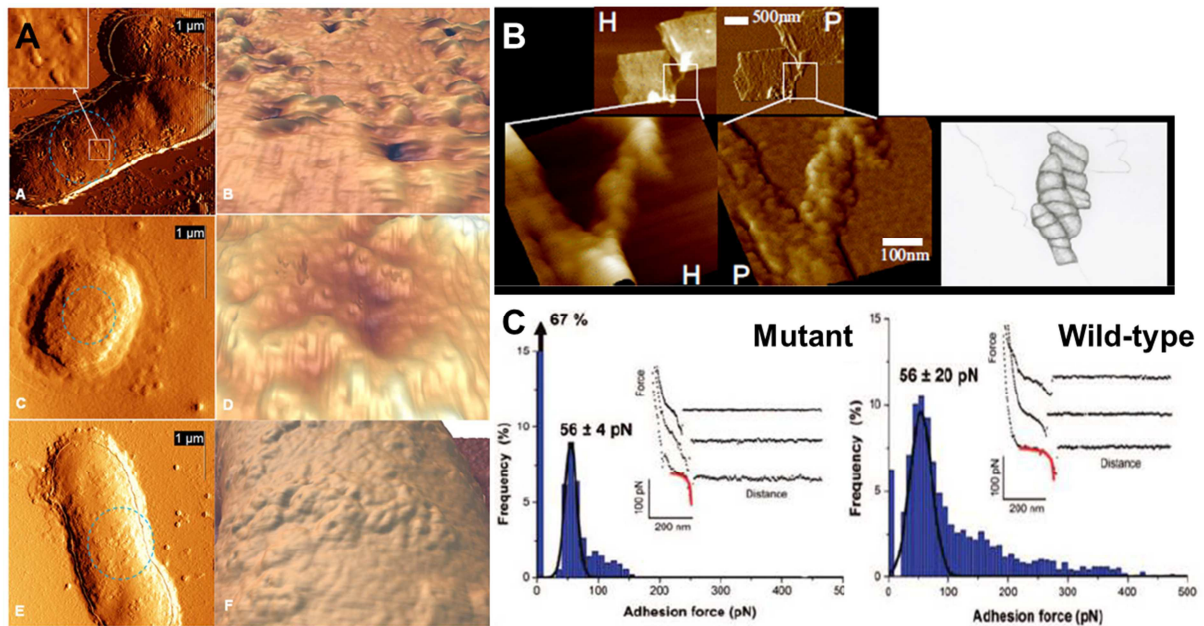 A
1 µm
A
B
1 µm
C
D
1 µm
E
F
B
H
500nm
P
H
P
100nm
C
67 %
Mutant
15
10
5
0
Frequency (%)
56 ± 4 pN
Force
Distance
100 pN
200 nm
0
100
200
300
400
500
Adhesion force (pN)
Wild-type
15
10
5
0
Frequency (%)
56 ± 20 pN
Force
Distance
100 pN
200 nm
0
100
200
300
400
500
Adhesion force (pN)